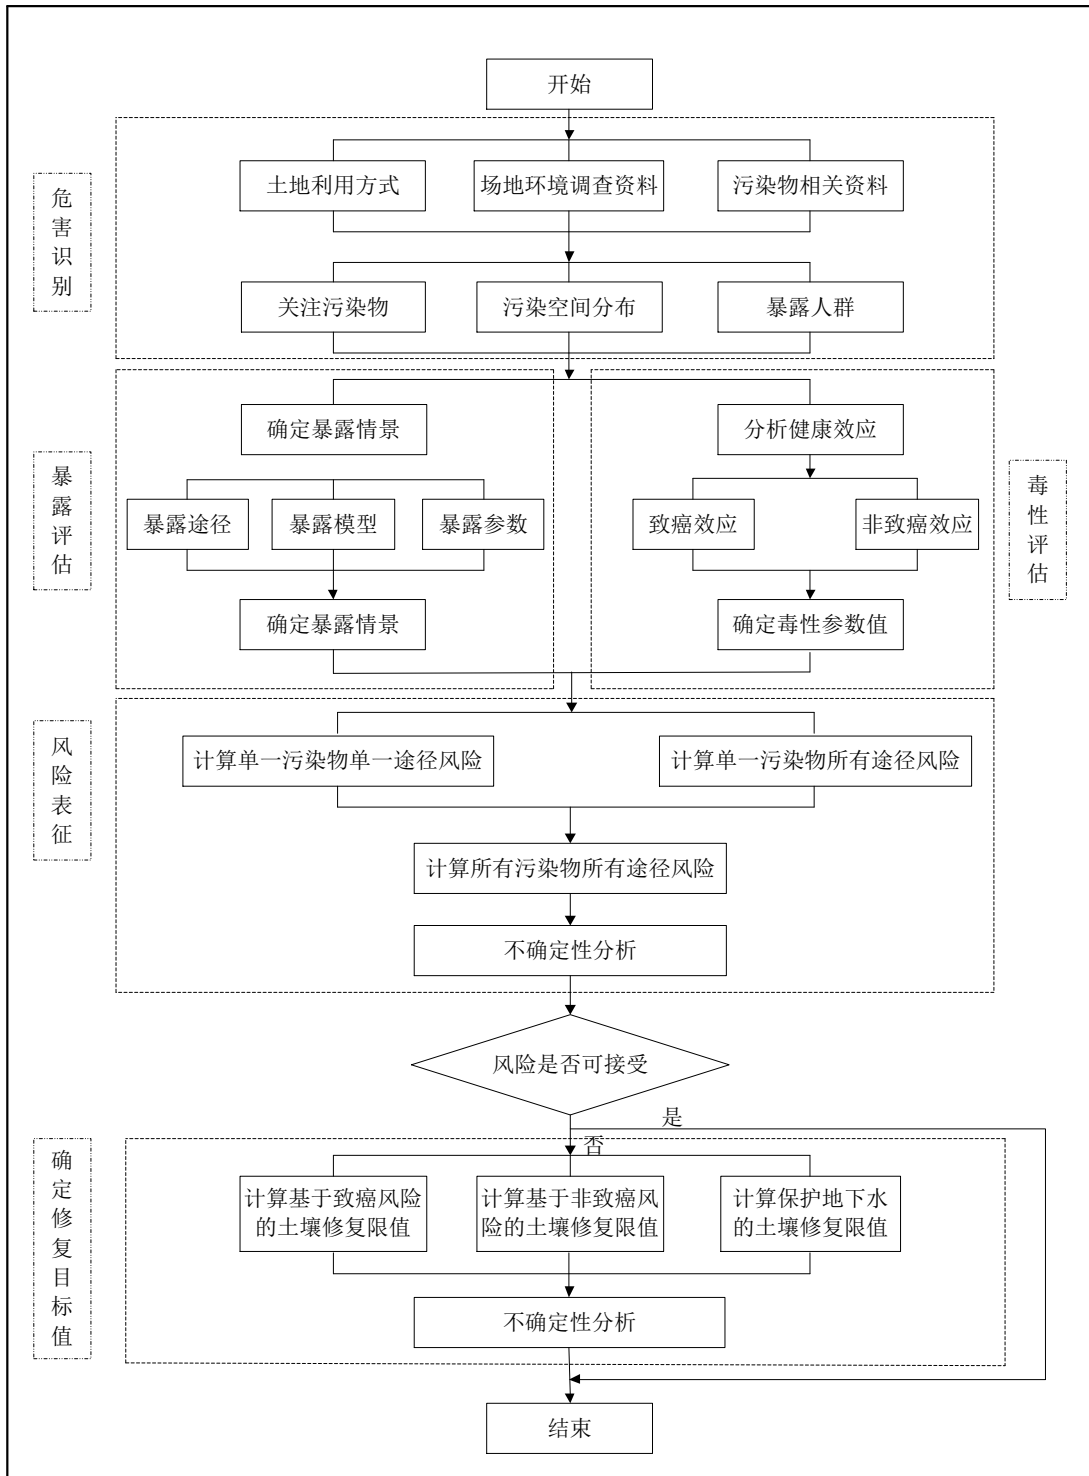 开始
危害识别
土地利用方式
场地环境调查资料
污染物相关资料
关注污染物
污染空间分布
暴露人群
暴露评估
确定暴露情景
暴露途径
暴露模型
暴露参数
确定暴露情景
分析健康效应
致癌效应
非致癌效应
确定毒性参数值
毒性评估
风险表征
计算单一污染物单一途径风险
计算单一污染物所有途径风险
计算所有污染物所有途径风险
不确定性分析
风险是否可接受
是
否
确定修复目标值
计算基于致癌风险
的土壤修复限值
计算基于非致癌风
险的土壤修复限值
计算保护地下水
的土壤修复限值
不确定性分析
结束